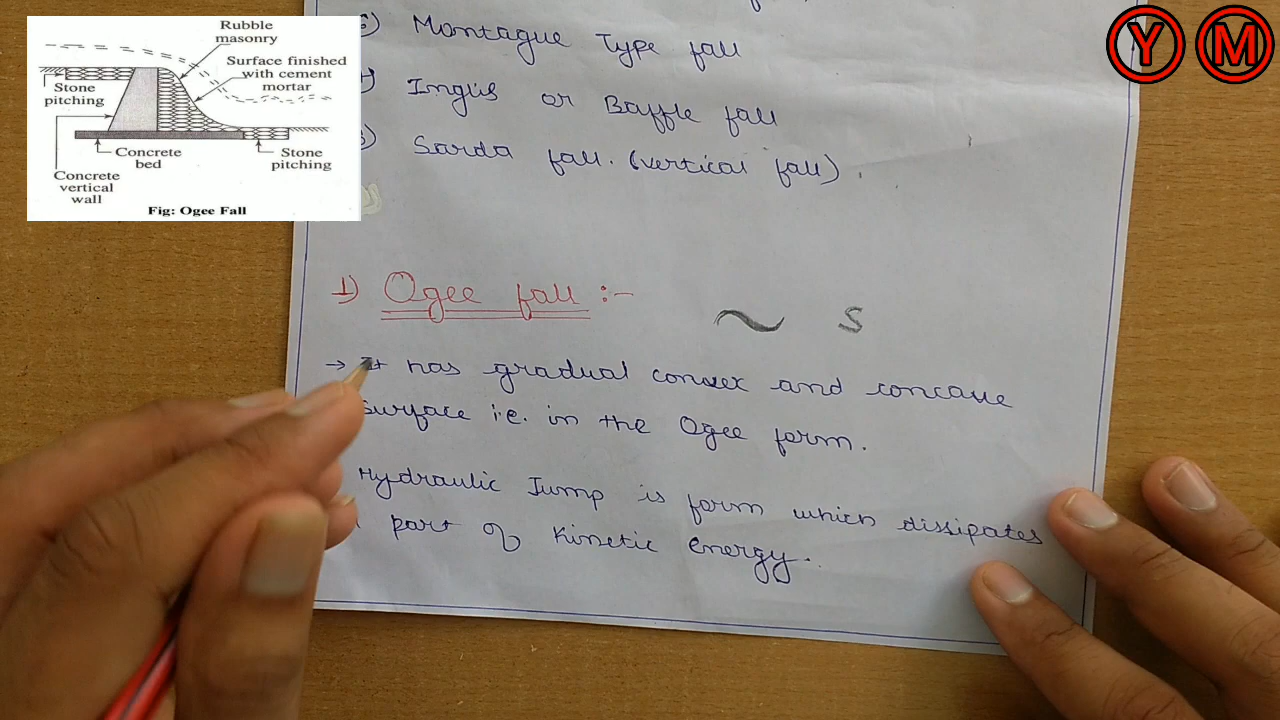 Rubble
masonry
Surface finished
with cement
mortar
Stone
pitching
Concrete
bed
Stone
pitching
Concrete
vertical
wall
Fig: Ogee Fall
Y M
Montague Type fall
Inglis or Baffle fall
Sarda fall. (vertical fall).
1) Ogee fall :-
~ S
→ It has gradual convex and concave
Surface i.e. in the Ogee form.
Hydraulic Jump is form which dissipates
part of Kinetic energy.